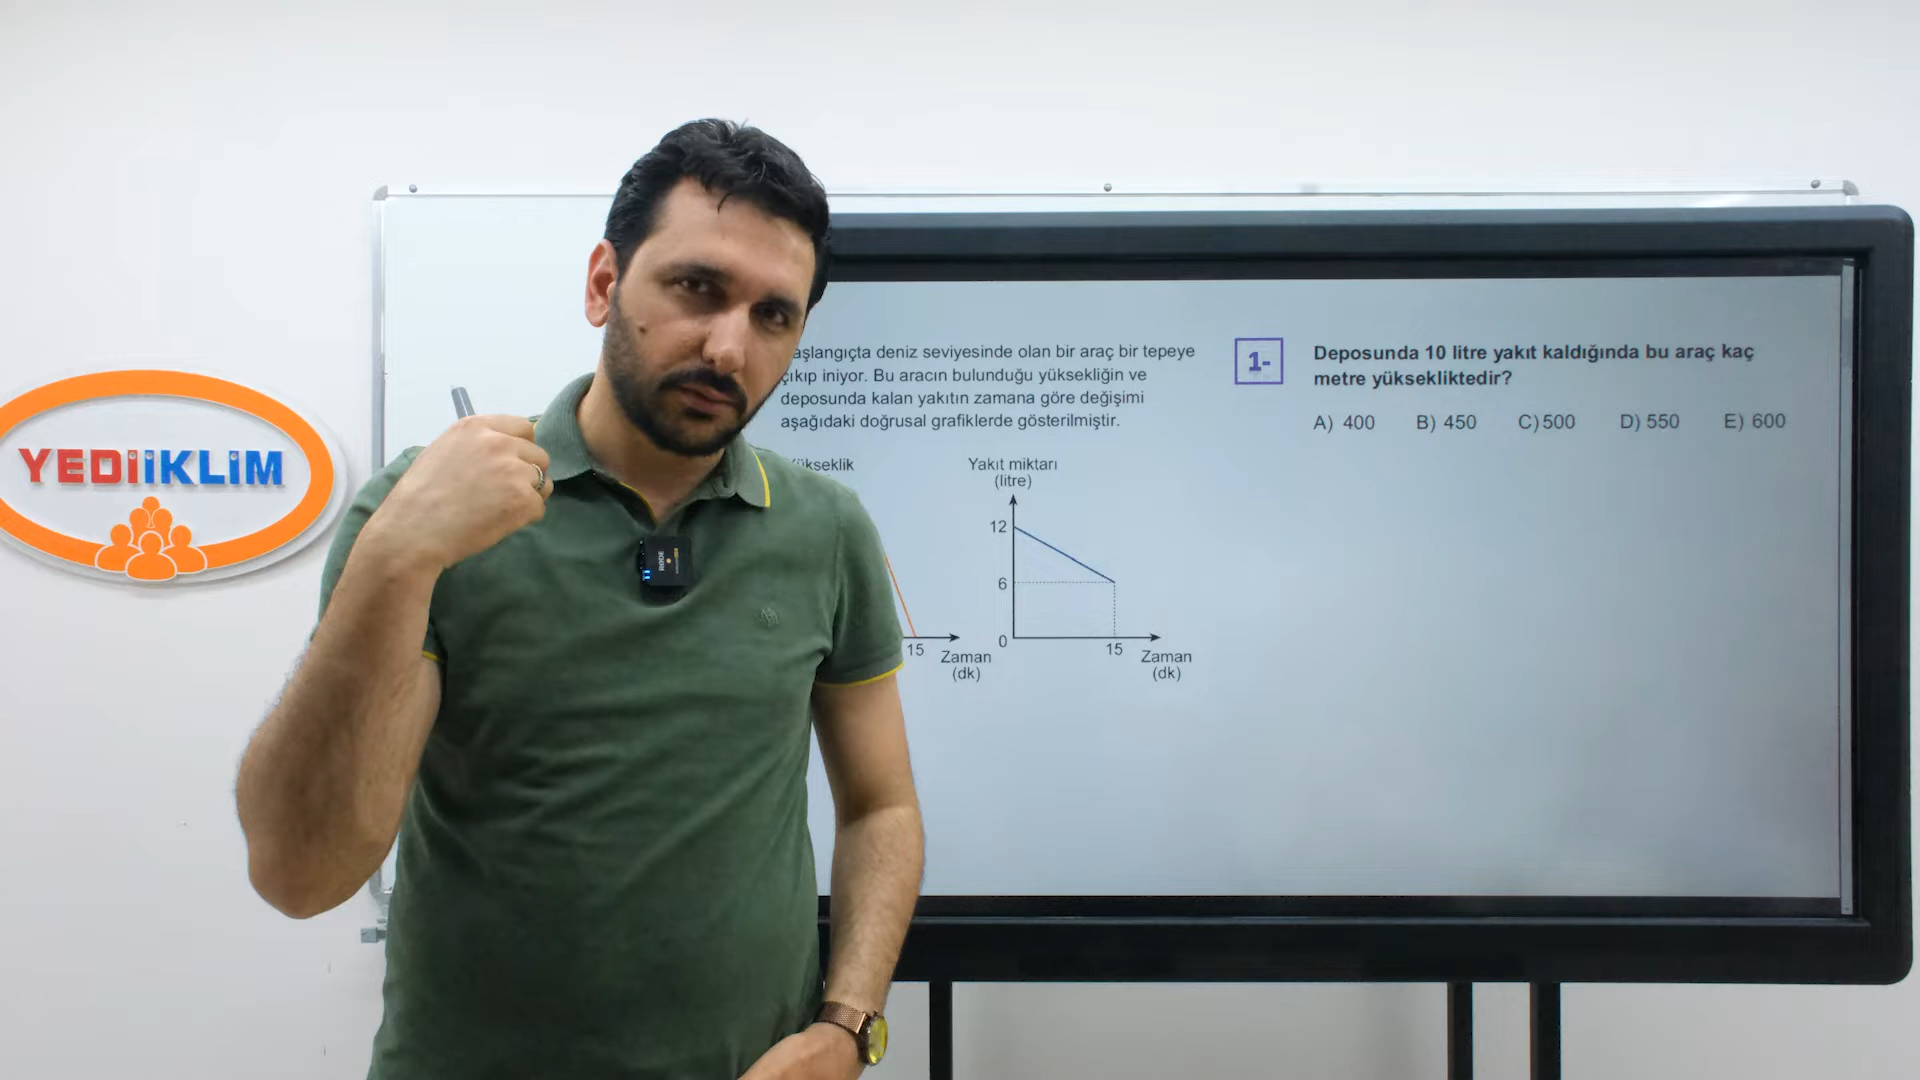 YEDİİKLİM
aşlangıçta deniz seviyesinde olan bir araç bir tepeye
çıkıp iniyor. Bu aracın bulunduğu yüksekliğin ve
deposunda kalan yakıtın zamana göre değişimi
aşağıdaki doğrusal grafiklerde gösterilmiştir.
Yükseklik
15
Zaman
(dk)
Yakıt miktarı
(litre)
12
6
0
15
Zaman
(dk)
1-
Deposunda 10 litre yakıt kaldığında bu araç kaç
metre yüksekliktedir?
A) 400 B) 450 C) 500 D) 550 E) 600
RØDE